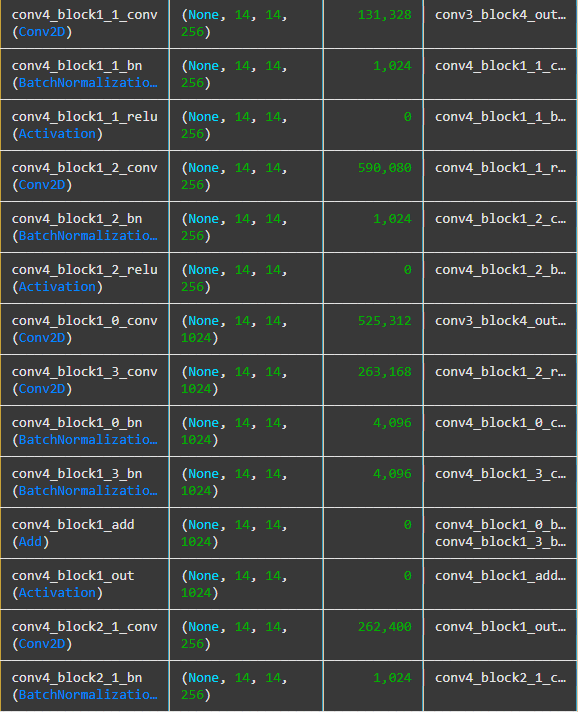 conv4_block1_1_conv (None, 14, 14, 131,328 conv3_block4_out…
(Conv2D) 256)
conv4_block1_1_bn (None, 14, 14, 1,024 conv4_block1_1_c…
(BatchNormalizatio… 256)
conv4_block1_1_relu (None, 14, 14, 0 conv4_block1_1_b…
(Activation) 256)
conv4_block1_2_conv (None, 14, 14, 590,080 conv4_block1_1_r…
(Conv2D) 256)
conv4_block1_2_bn (None, 14, 14, 1,024 conv4_block1_2_c…
(BatchNormalizatio… 256)
conv4_block1_2_relu (None, 14, 14, 0 conv4_block1_2_b…
(Activation) 256)
conv4_block1_0_conv (None, 14, 14, 525,312 conv3_block4_out…
(Conv2D) 1024)
conv4_block1_3_conv (None, 14, 14, 263,168 conv4_block1_2_r…
(Conv2D) 1024)
conv4_block1_0_bn (None, 14, 14, 4,096 conv4_block1_0_c…
(BatchNormalizatio… 1024)
conv4_block1_3_bn (None, 14, 14, 4,096 conv4_block1_3_c…
(BatchNormalizatio… 1024)
conv4_block1_add (None, 14, 14, 0 conv4_block1_0_b…
(Add) 1024) conv4_block1_3_b…
conv4_block1_out (None, 14, 14, 0 conv4_block1_add…
(Activation) 1024)
conv4_block2_1_conv (None, 14, 14, 262,400 conv4_block1_out…
(Conv2D) 256)
conv4_block2_1_bn (None, 14, 14, 1,024 conv4_block2_1_c…
(BatchNormalizatio… 256)